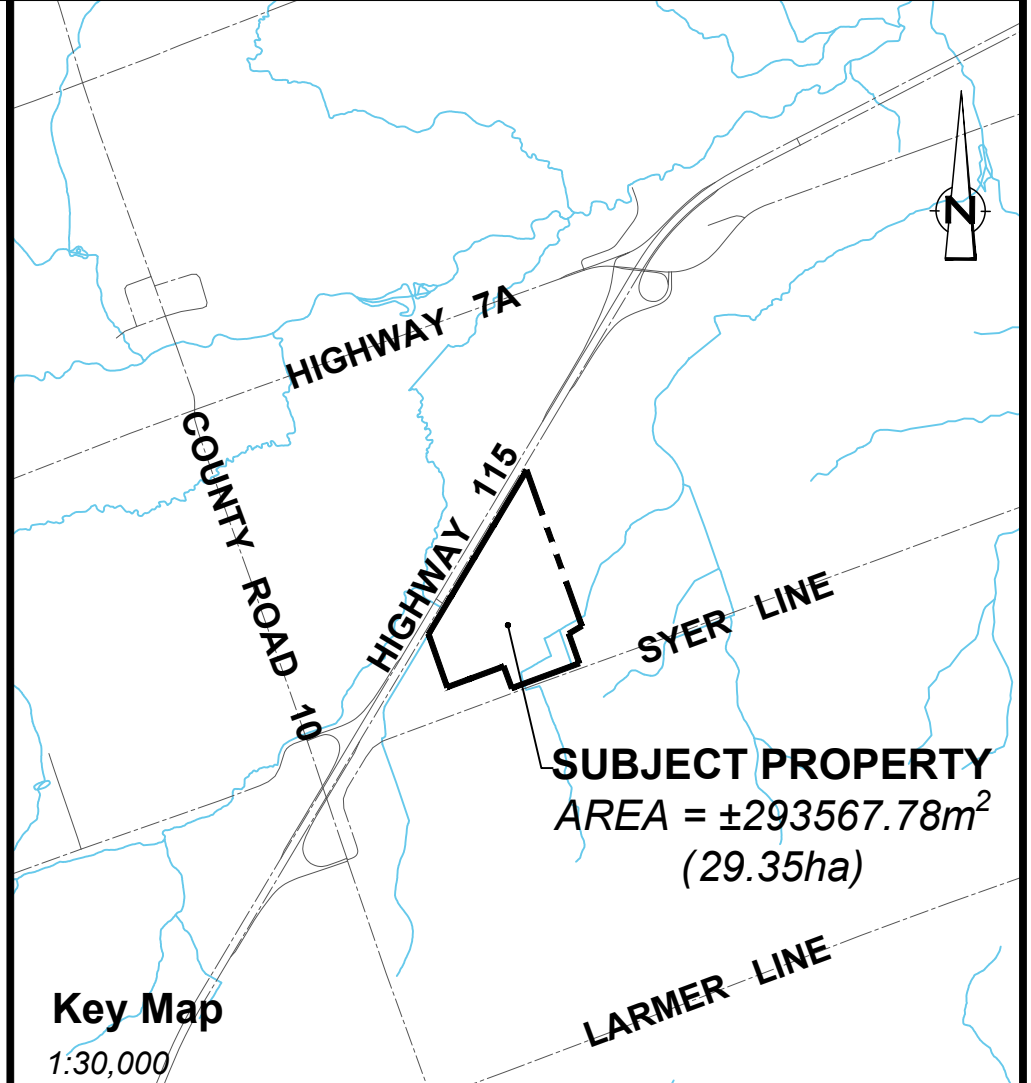 N
HIGHWAY 7A
COUNTY ROAD 10
HIGHWAY 115
SYER LINE
SUBJECT PROPERTY
AREA = ±293567.78m²
(29.35ha)
LARMER LINE
Key Map
1:30,000